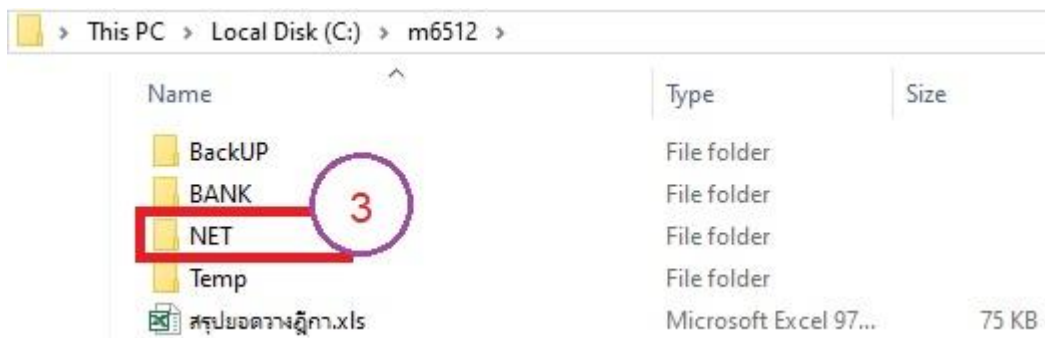 This PC > Local Disk (C:) > m6512 >
Name Type Size
BackUP File folder
BANK File folder
3
NET File folder
Temp File folder
สรุปยอดวางฎีกา.xls Microsoft Excel 97... 75 KB